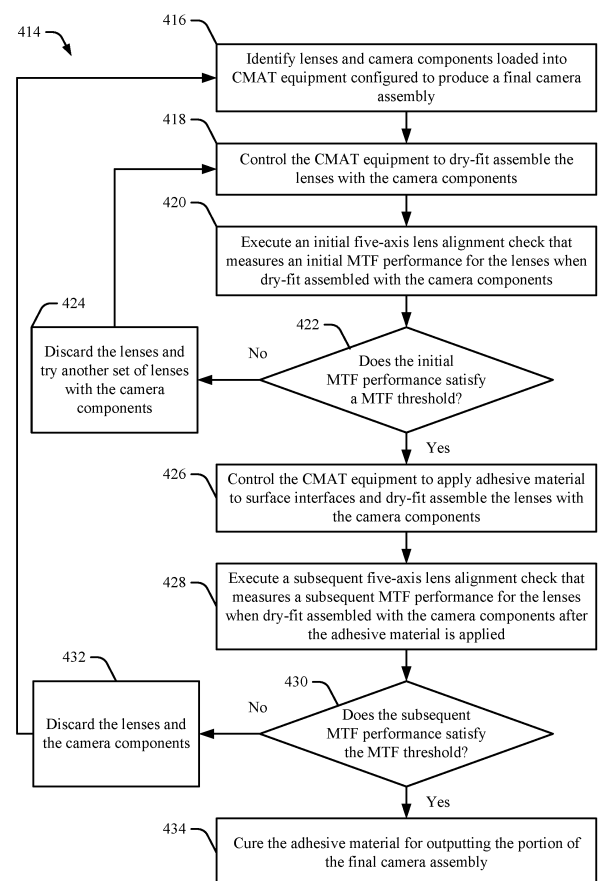 414
416
Identify lenses and camera components loaded into
CMAT equipment configured to produce a final camera
assembly
418
Control the CMAT equipment to dry-fit assemble the
lenses with the camera components
420
Execute an initial five-axis lens alignment check that
measures an initial MTF performance for the lenses when
dry-fit assembled with the camera components
424
Discard the lenses and
try another set of lenses
with the camera
components
No
422
Does the initial
MTF performance satisfy
a MTF threshold?
Yes
426
Control the CMAT equipment to apply adhesive material
to surface interfaces and dry-fit assemble the lenses with
the camera components
428
Execute a subsequent five-axis lens alignment check that
measures a subsequent MTF performance for the lenses
when dry-fit assembled with the camera components after
the adhesive material is applied
432
Discard the lenses and
the camera components
No
430
Does the subsequent
MTF performance satisfy
the MTF threshold?
Yes
434
Cure the adhesive material for outputting the portion of
the final camera assembly